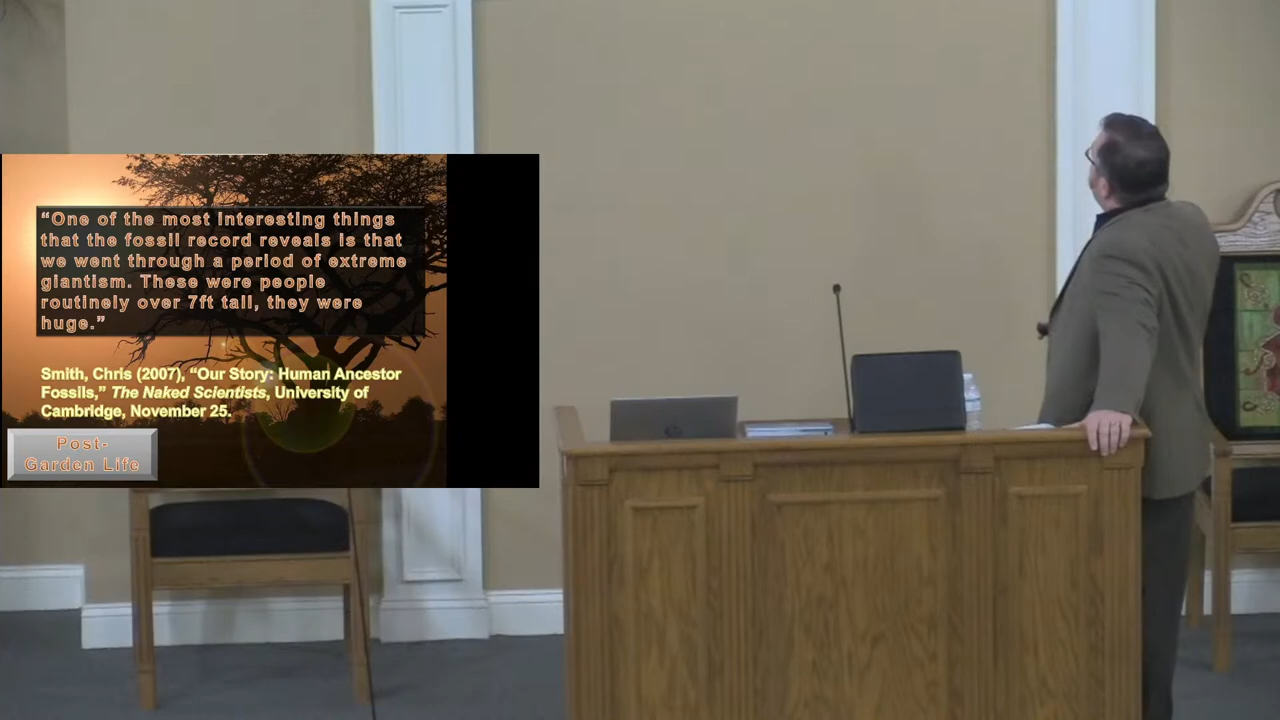 “One of the most interesting things
that the fossil record reveals is that
we went through a period of extreme
giantism. These were people
routinely over 7ft tall, they were
huge.”
Smith, Chris (2007), “Our Story: Human Ancestor
Fossils,” The Naked Scientists, University of
Cambridge, November 25.
Post-
Garden Life